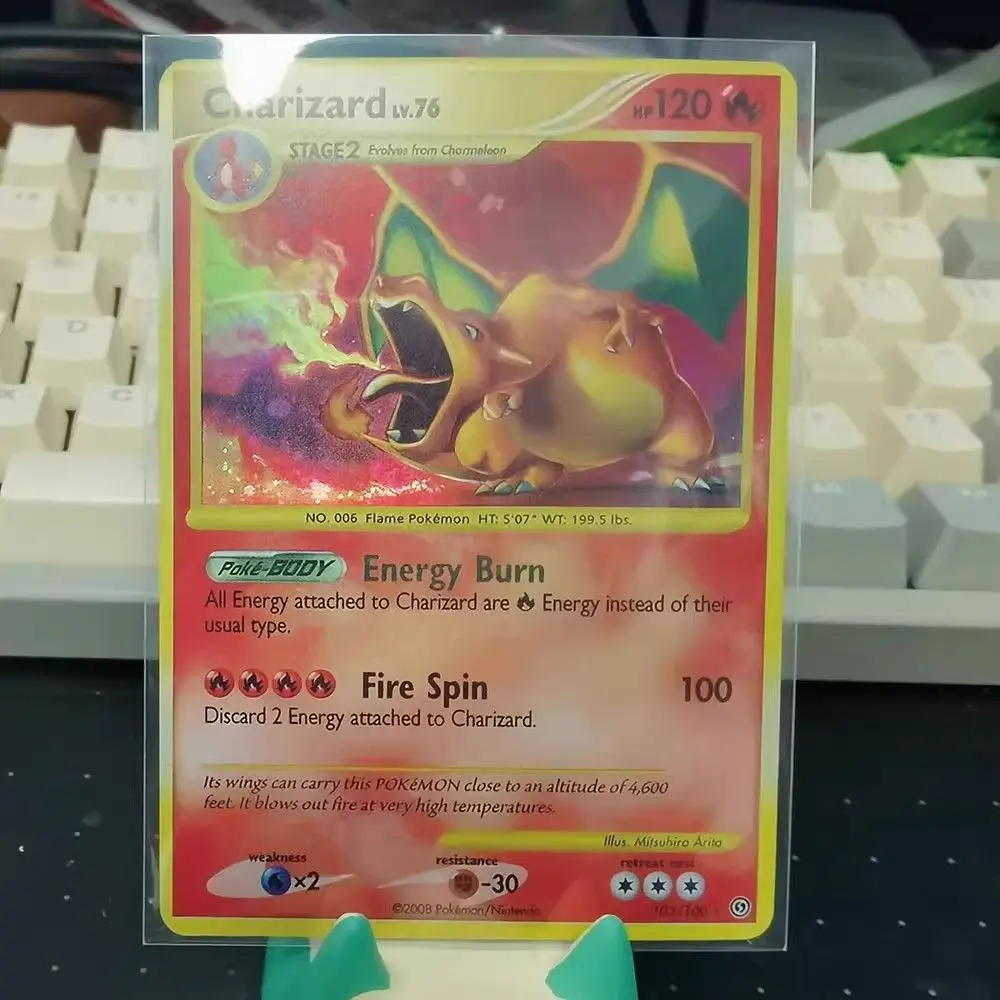 Charizard LV.76
HP 120
STAGE2 Evolves from Charmeleon
NO. 006 Flame Pokémon HT: 5'07" WT: 199.5 lbs.
Poké-BODY Energy Burn
All Energy attached to Charizard are Energy instead of their
usual type.
Fire Spin 100
Discard 2 Energy attached to Charizard.
Its wings can carry this POKéMON close to an altitude of 4,600
feet. It blows out fire at very high temperatures.
Illus. Mitsuhiro Arita
weakness resistance retreat cost
×2 -30
©2008 Pokémon/Nintendo
D
C